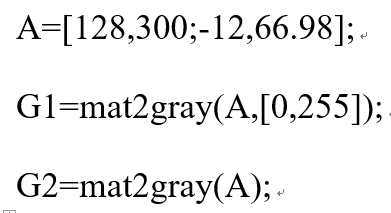 A=[128,300;-12,66.98];
G1=mat2gray(A,[0,255]);
G2=mat2gray(A);